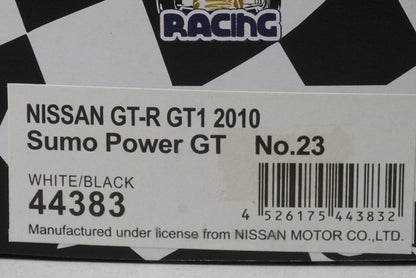 RACING
NISSAN GT-R GT1 2010
Sumo Power GT No.23
WHITE/BLACK
44383
4 526175 443832
Manufactured under license from NISSAN MOTOR CO.,LTD.